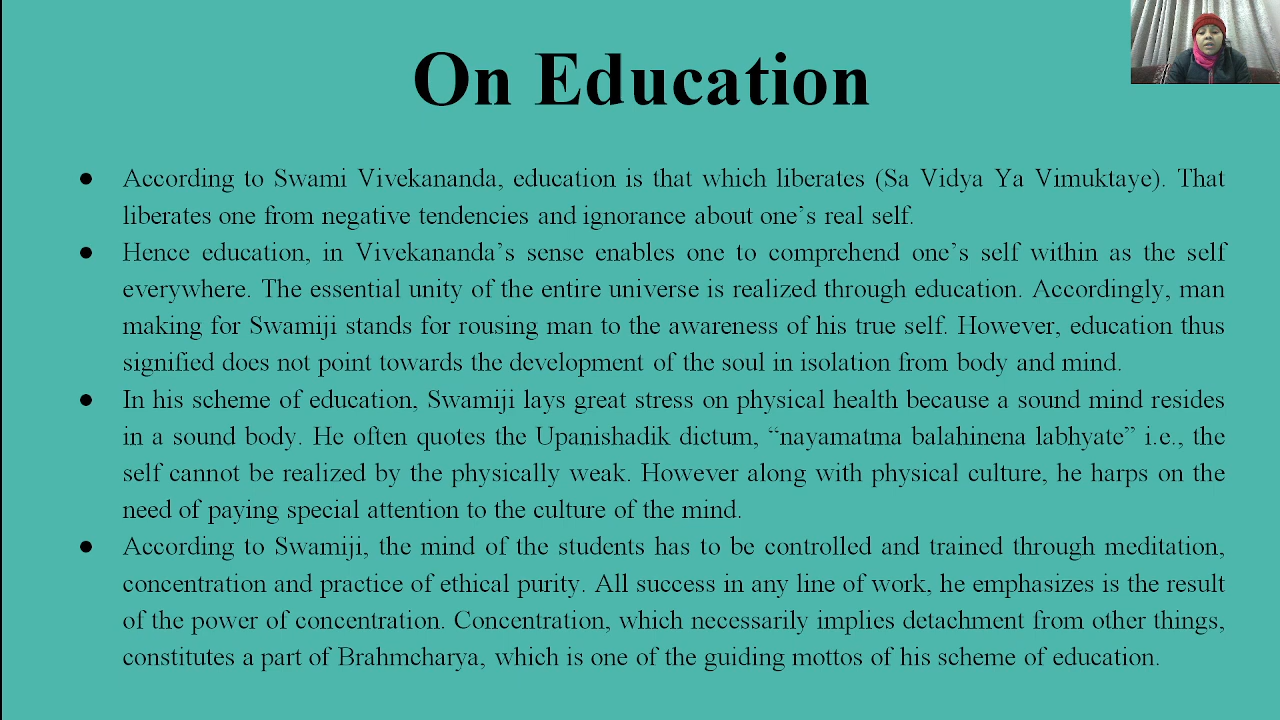 On Education
● According to Swami Vivekananda, education is that which liberates (Sa Vidya Ya Vimuktaye). That
liberates one from negative tendencies and ignorance about one’s real self.
● Hence education, in Vivekananda’s sense enables one to comprehend one’s self within as the self
everywhere. The essential unity of the entire universe is realized through education. Accordingly, man
making for Swamiji stands for rousing man to the awareness of his true self. However, education thus
signified does not point towards the development of the soul in isolation from body and mind.
● In his scheme of education, Swamiji lays great stress on physical health because a sound mind resides
in a sound body. He often quotes the Upanishadik dictum, “nayamatma balahinena labhyate” i.e., the
self cannot be realized by the physically weak. However along with physical culture, he harps on the
need of paying special attention to the culture of the mind.
● According to Swamiji, the mind of the students has to be controlled and trained through meditation,
concentration and practice of ethical purity. All success in any line of work, he emphasizes is the result
of the power of concentration. Concentration, which necessarily implies detachment from other things,
constitutes a part of Brahmcharya, which is one of the guiding mottos of his scheme of education.